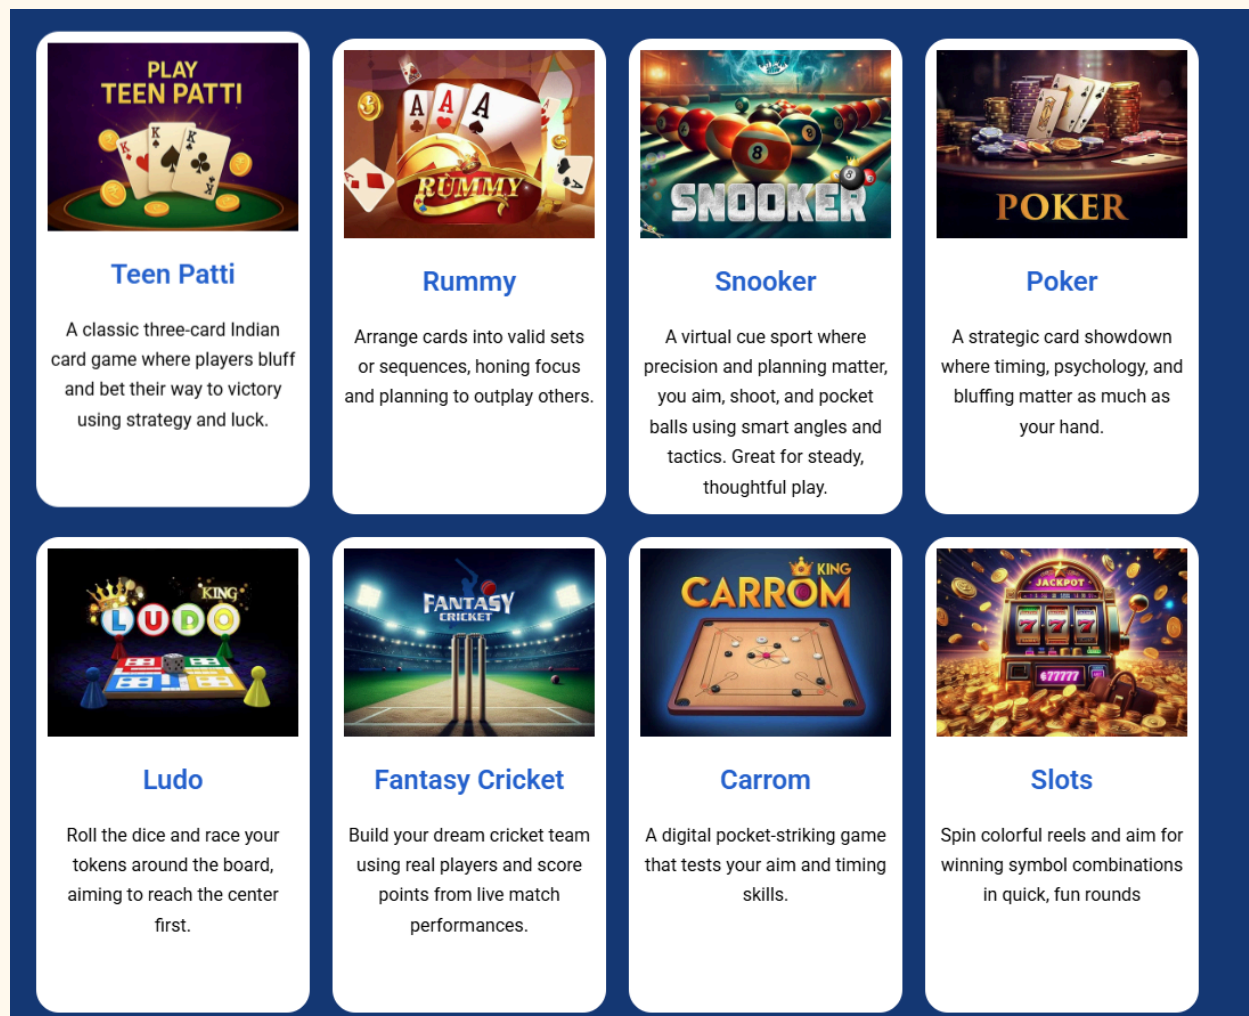 PLAY
TEEN PATTI
K
K
K
K
Teen Patti
A classic three-card Indian
card game where players bluff
and bet their way to victory
using strategy and luck.
A
A
A
RUMMY
Rummy
Arrange cards into valid sets
or sequences, honing focus
and planning to outplay others.
8
8
8
SNOOKER
Snooker
A virtual cue sport where
precision and planning matter,
you aim, shoot, and pocket
balls using smart angles and
tactics. Great for steady,
thoughtful play.
POKER
Poker
A strategic card showdown
where timing, psychology, and
bluffing matter as much as
your hand.
KING
LUDO
Ludo
Roll the dice and race your
tokens around the board,
aiming to reach the center
first.
FANTASY
CRICKET
Fantasy Cricket
Build your dream cricket team
using real players and score
points from live match
performances.
KING
CARROM
Carrom
A digital pocket-striking game
that tests your aim and timing
skills.
JACKPOT
7 7 7
Slots
Spin colorful reels and aim for
winning symbol combinations
in quick, fun rounds